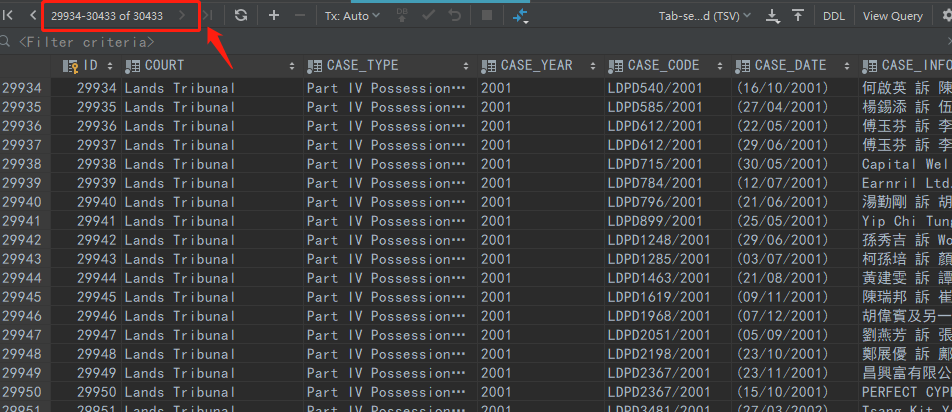 29934-30433 of 30433 Tx: Auto DB Tab-se...d (TSV) DDL View Query
<Filter criteria>
ID COURT CASE_TYPE CASE_YEAR CASE_CODE CASE_DATE CASE_INFO
29934 29934 Lands Tribunal Part IV Possession... 2001 LDPD540/2001 (16/10/2001) 何啟英 訴 陳
29935 29935 Lands Tribunal Part IV Possession... 2001 LDPD585/2001 (27/04/2001) 楊錫添 訴 伍
29936 29936 Lands Tribunal Part IV Possession... 2001 LDPD612/2001 (22/05/2001) 傅玉芬 訴 李
29937 29937 Lands Tribunal Part IV Possession... 2001 LDPD612/2001 (29/06/2001) 傅玉芬 訴 李
29938 29938 Lands Tribunal Part IV Possession... 2001 LDPD715/2001 (30/05/2001) Capital Wel
29939 29939 Lands Tribunal Part IV Possession... 2001 LDPD784/2001 (12/07/2001) Earnril Ltd.
29940 29940 Lands Tribunal Part IV Possession... 2001 LDPD796/2001 (21/06/2001) 湯勤剛 訴 胡
29941 29941 Lands Tribunal Part IV Possession... 2001 LDPD899/2001 (25/05/2001) Yip Chi Tung
29942 29942 Lands Tribunal Part IV Possession... 2001 LDPD1248/2001 (29/06/2001) 孫秀吉 訴 Wo
29943 29943 Lands Tribunal Part IV Possession... 2001 LDPD1285/2001 (03/07/2001) 柯孫培 訴 顏
29944 29944 Lands Tribunal Part IV Possession... 2001 LDPD1463/2001 (21/08/2001) 黃建雯 訴 譚
29945 29945 Lands Tribunal Part IV Possession... 2001 LDPD1619/2001 (09/11/2001) 陳瑞邦 訴 崔
29946 29946 Lands Tribunal Part IV Possession... 2001 LDPD1968/2001 (07/12/2001) 胡偉賓及另一
29947 29947 Lands Tribunal Part IV Possession... 2001 LDPD2051/2001 (05/09/2001) 劉燕芳 訴 張
29948 29948 Lands Tribunal Part IV Possession... 2001 LDPD2198/2001 (23/10/2001) 鄭展優 訴 鄭
29949 29949 Lands Tribunal Part IV Possession... 2001 LDPD2367/2001 (23/11/2001) 昌興富有限公
29950 29950 Lands Tribunal Part IV Possession... 2001 LDPD2367/2001 (15/10/2001) PERFECT CYP
29951 29951 Lands Tribunal Part IV Possession... 2001 LDPD3481/2001 (27/03/2002) Tsang Kit Y